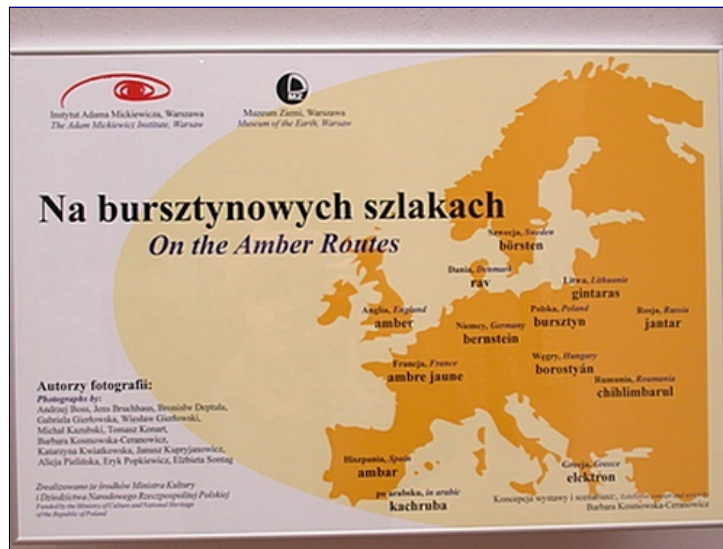 Instytut Adama Mickiewicza, Warszawa
The Adam Mickiewicz Institute, Warsaw
Muzeum Ziemi, Warszawa
Museum of the Earth, Warsaw
Na bursztynowych szlakach
On the Amber Routes
Szwecja, Sweden
börsten
Dania, Denmark
rav
Litwa, Lithuanie
gintaras
Anglia, England
amber
Polska, Poland
bursztyn
Rosja, Russia
jantar
Niemcy, Germany
bernstein
Francja, France
ambre jaune
Węgry, Hungary
borostyán
Rumunia, Roumania
chihlimbarul
Autorzy fotografii:
Photographs by:
Andrzej Boss, Jens Bruchhaus, Bronisław Deptuła,
Gabriela Gierłowski, Wiesław Gierłowski,
Michał Kazubski, Tomasz Konart,
Barbara Kosmowska-Ceranowicz,
Katarzyna Kwiatkowska, Janusz Kupryjanowicz,
Alicja Pielińska, Eryk Popkiewicz, Elżbieta Sontag
Hiszpania, Spain
ambar
Grecja, Greece
elektron
po arabsku, in arabic
kachruba
Zrealizowano ze środków Ministra Kultury
i Dziedzictwa Narodowego Rzeczpospolitej Polskiej
Funded by the Ministry of Culture and National Heritage
of the Republic of Poland
Koncepcja wystawy i scenariusz:
Barbara Kosmowska-Ceranowicz